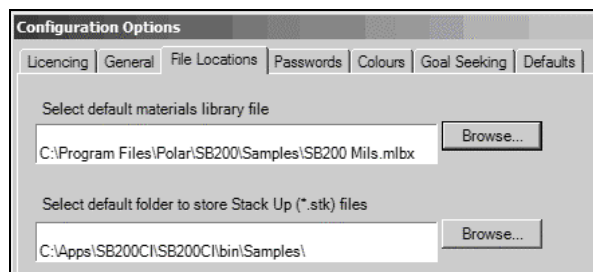 Configuration Options
Licencing General File Locations Passwords Colours Goal Seeking Defaults
Select default materials library file
C:\Program Files\Polar\SB200\Samples\SB200 Mils.mlbx Browse...
Select default folder to store Stack Up (*.stk) files
C:\Apps\SB200CI\SB200CI\bin\Samples\ Browse...